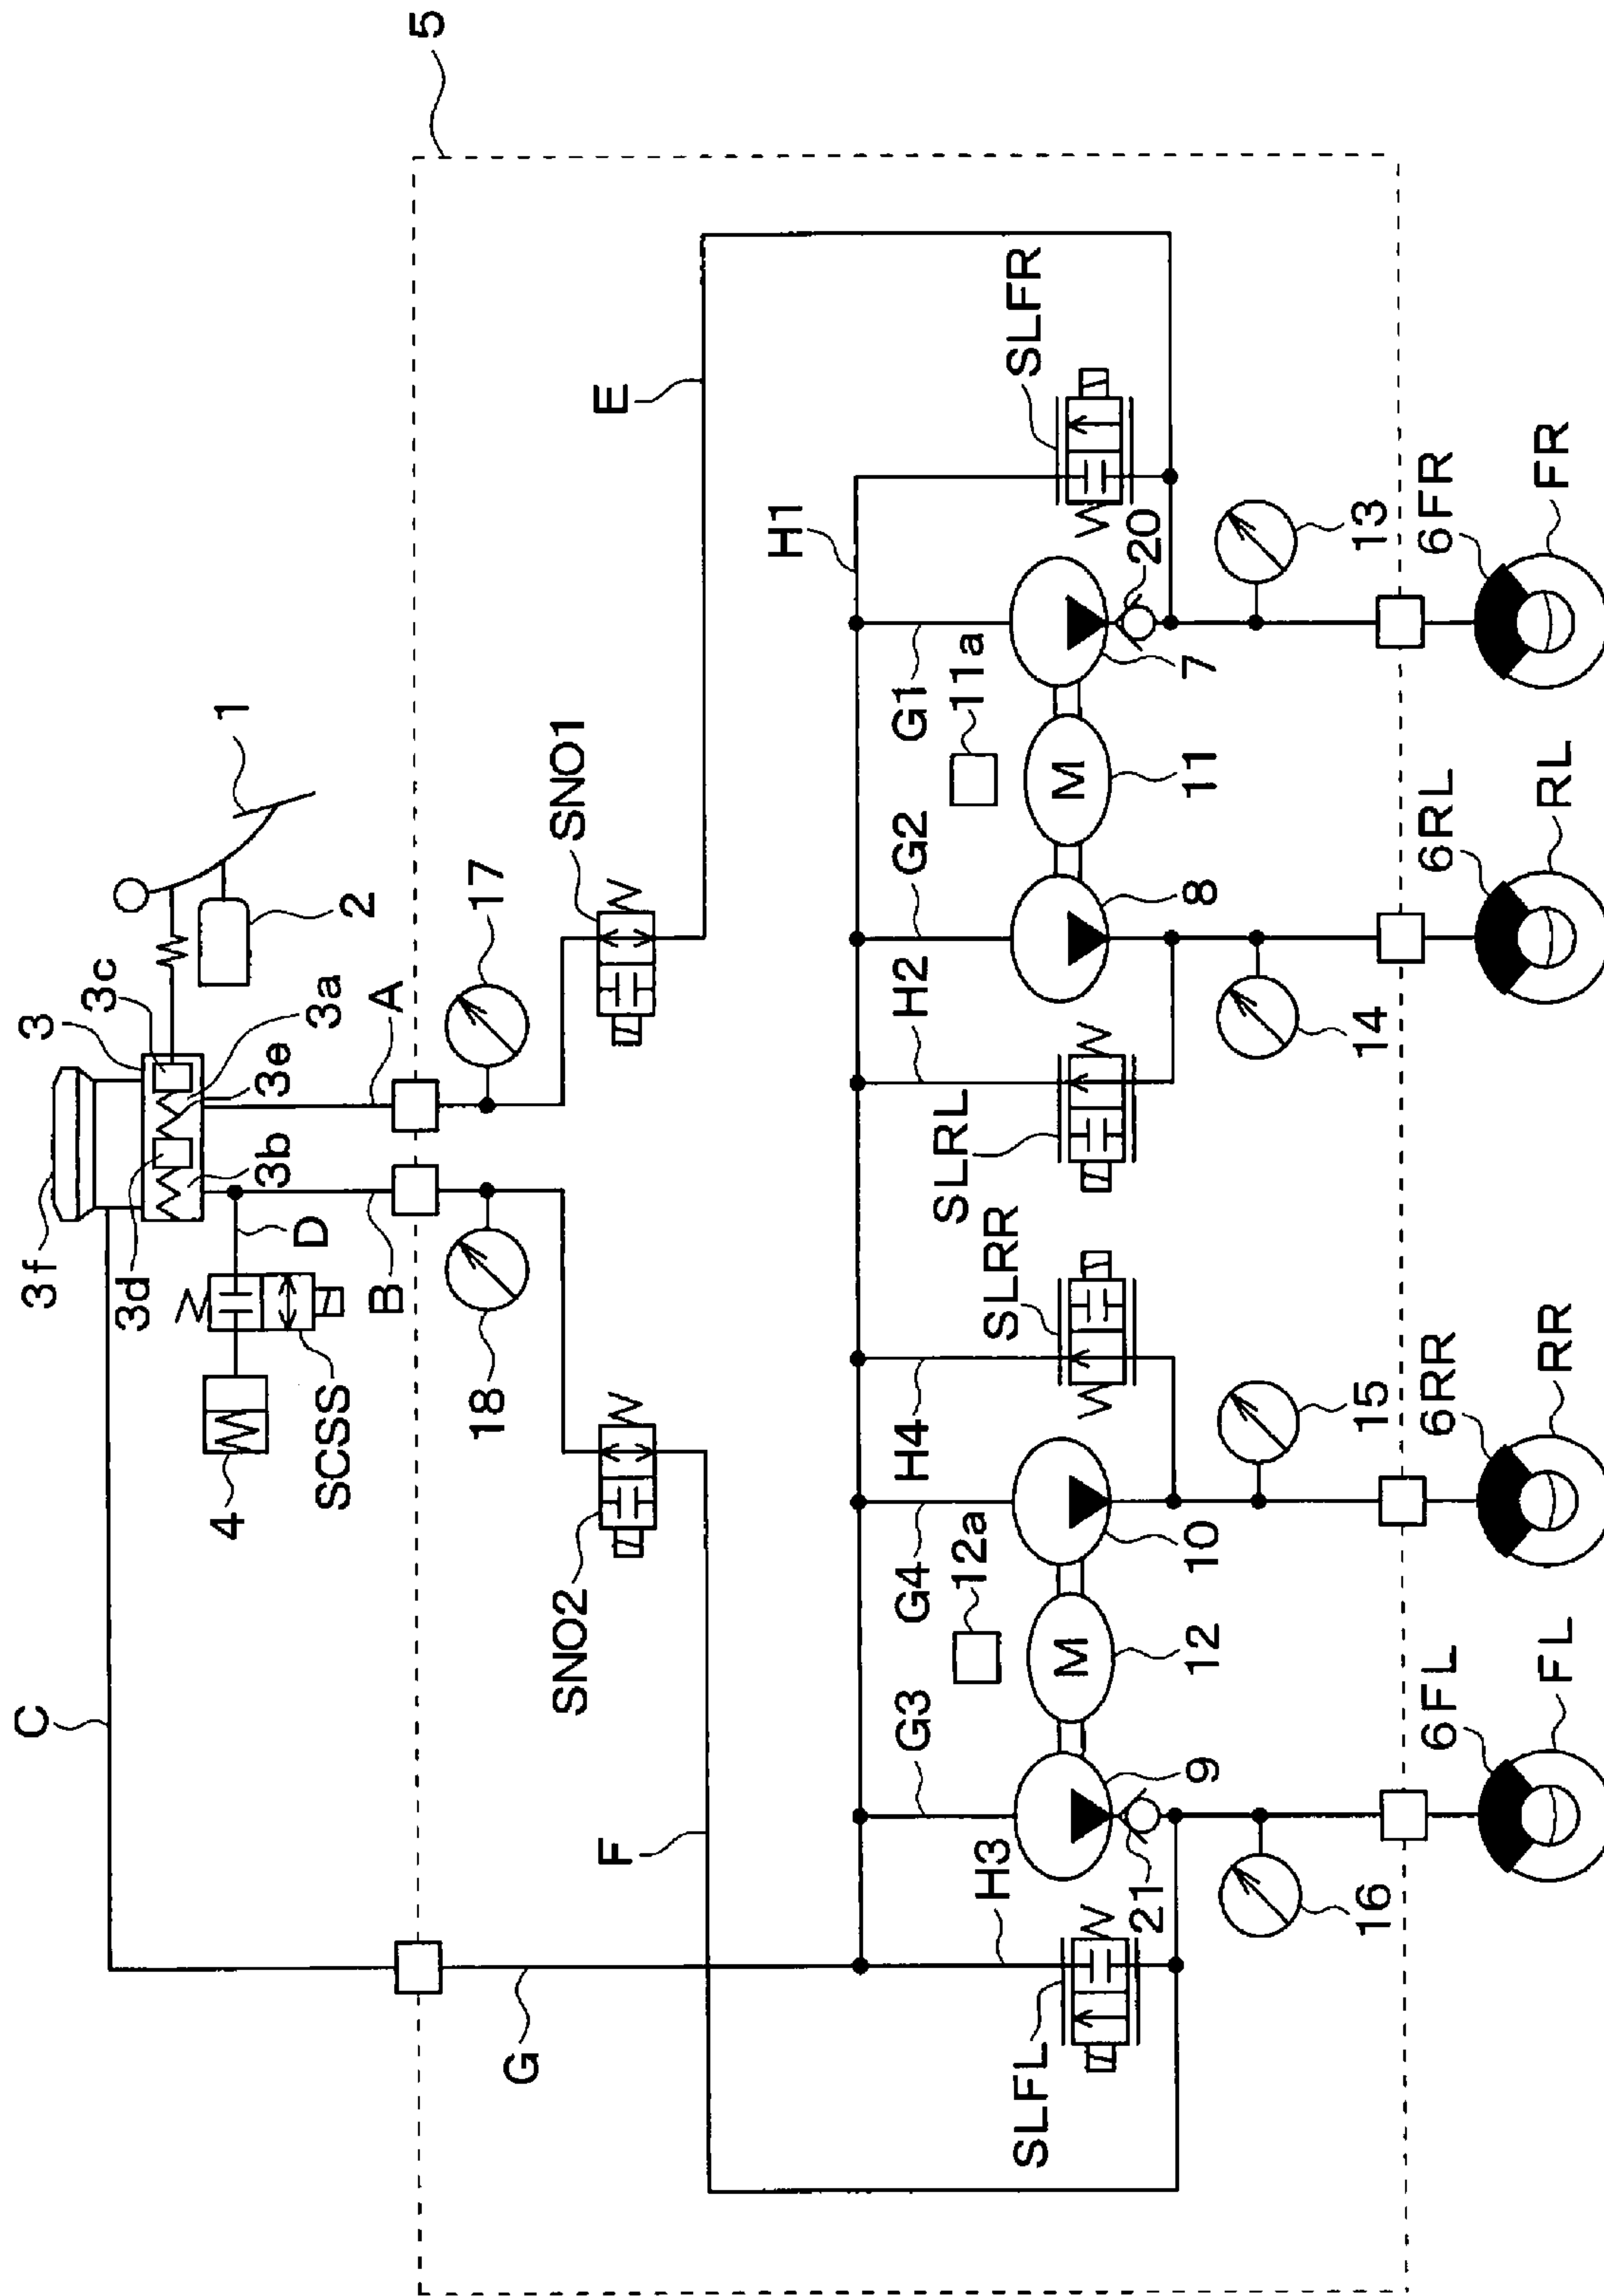 5
C
3f
3
3c
1
2
3a
3e
3d
3b
D
A
B
4
SCSS
17
18
SNO1
SNO2
E
F
G
H1
SLFR
G1
11a
20
7
G2
11
M
8
H2
SLRL
SLRR
H4
G4
12a
10
G3
12
M
9
H3
21
SLFL
13
14
15
16
6FR
FR
6RL
RL
6RR
RR
6FL
FL